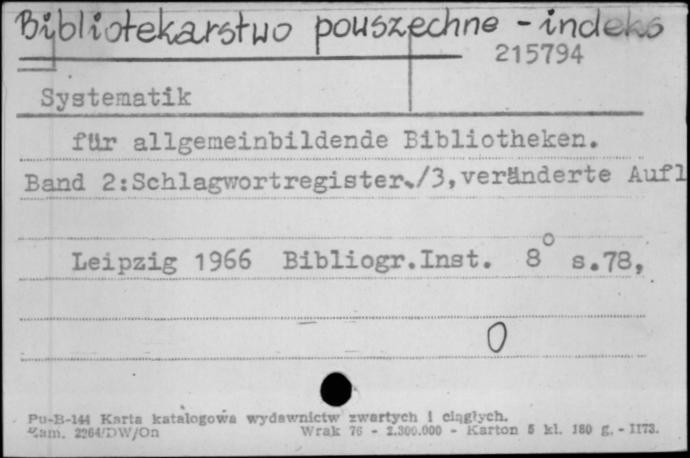 Bibliotekarstwo powszechne - indeks
215794
Systematik
für allgemeinbildende Bibliotheken.
Band 2:Schlagwortregister./3,veränderte Aufl
Leipzig 1966 Bibliogr.Inst. 8° s.78,
0
Pu-B-144 Karta katalogowa wydawnictw zwartych i ciągłych.
Zam. 2264/DW/On Wrak 76 - 2.300.000 - Karton 5 kl. 180 g. - II73.